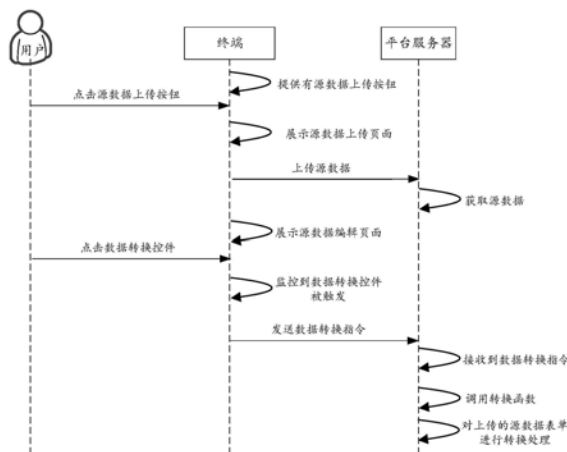 用户
终端
平台服务器
提供有源数据上传按钮
点击源数据上传按钮
展示源数据上传页面
上传源数据
获取源数据
展示源数据编辑页面
点击数据转换控件
监控到数据转换控件
被触发
发送数据转换指令
接收到数据转换指令
调用转换函数
对上传的源数据表单
进行转换处理